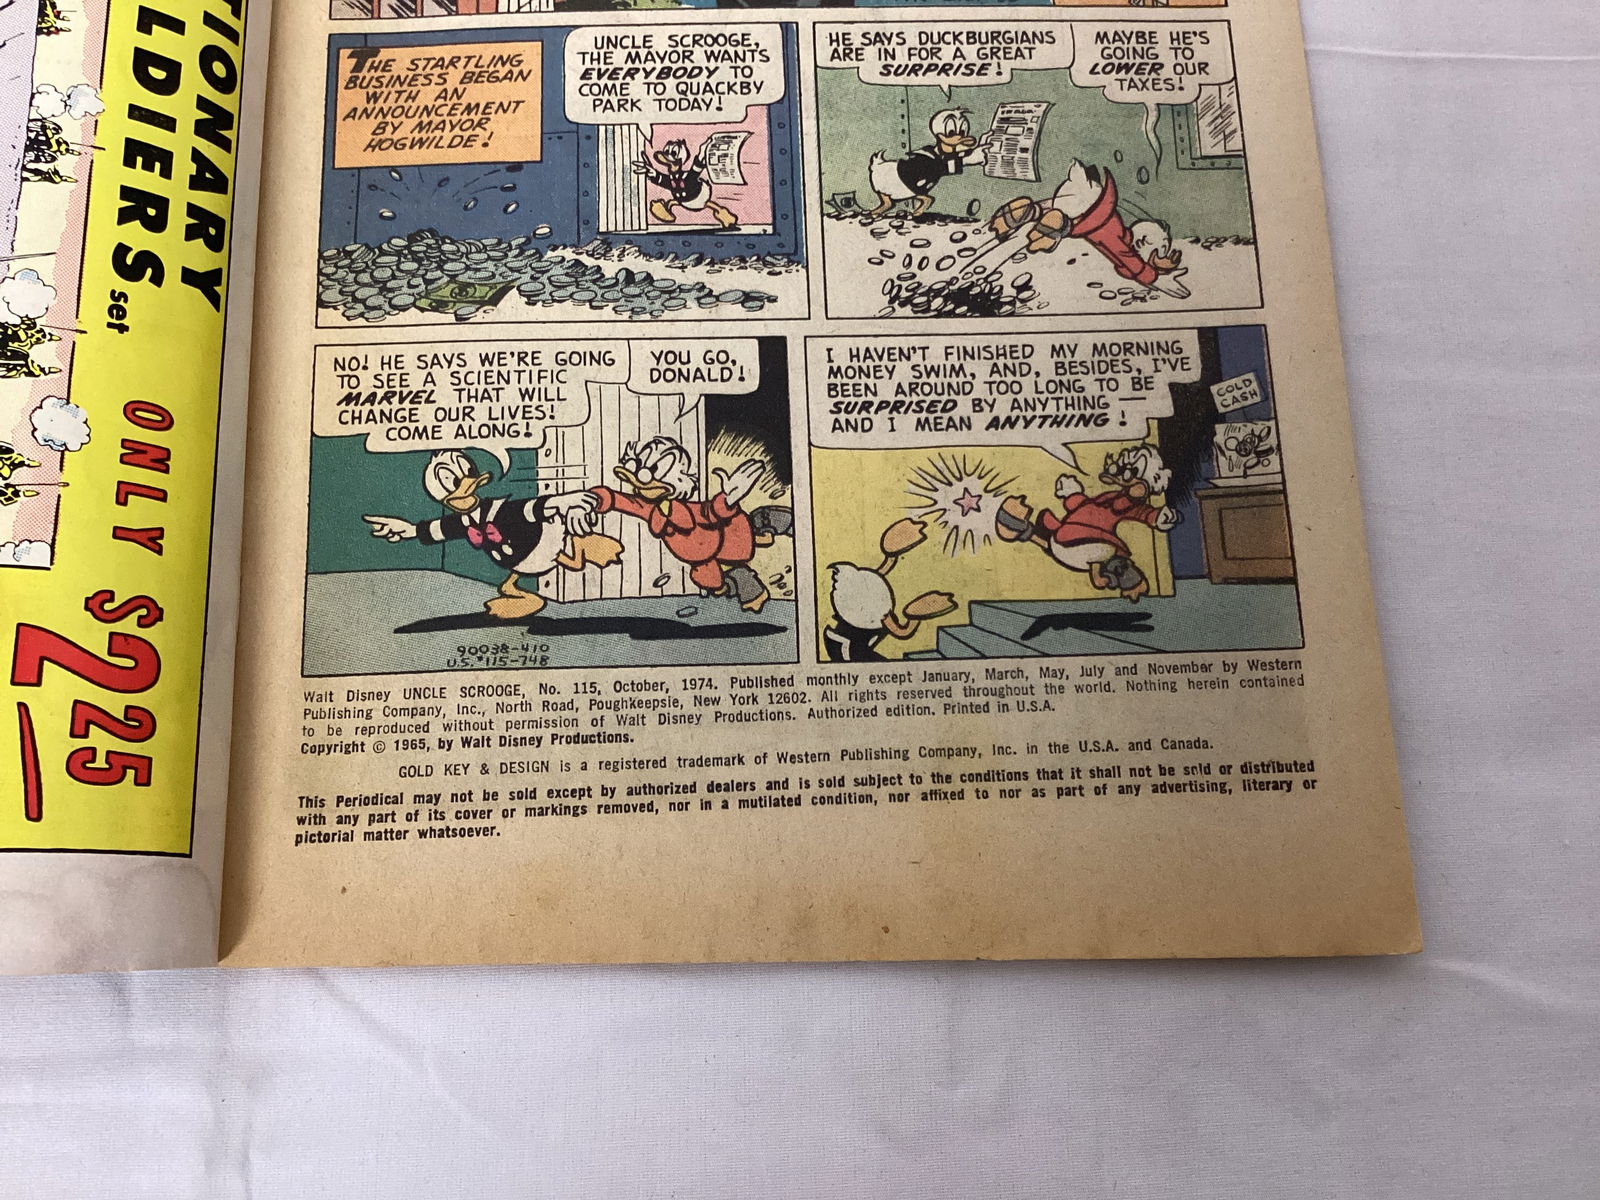 TIONARY
LDIERS set
ONLY $2.25
THE STARTLING
BUSINESS BEGAN
WITH AN
ANNOUNCEMENT
BY MAYOR
HOGWILDE!
UNCLE SCROOGE,
THE MAYOR WANTS
EVERYBODY TO
COME TO QUACKBY
PARK TODAY!
HE SAYS DUCKBURGIANS
ARE IN FOR A GREAT
SURPRISE!
MAYBE HE'S
GOING TO
LOWER OUR
TAXES!
NO! HE SAYS WE'RE GOING
TO SEE A SCIENTIFIC
MARVEL THAT WILL
CHANGE OUR LIVES!
COME ALONG!
YOU GO,
DONALD!
90038-410
U.S. #115-748
I HAVEN'T FINISHED MY MORNING
MONEY SWIM, AND, BESIDES, I'VE
BEEN AROUND TOO LONG TO BE
SURPRISED BY ANYTHING —
AND I MEAN ANYTHING!
COLD
CASH
Walt Disney UNCLE SCROOGE, No. 115, October, 1974. Published monthly except January, March, May, July and November by Western
Publishing Company, Inc., North Road, Poughkeepsie, New York 12602. All rights reserved throughout the world. Nothing herein contained
to be reproduced without permission of Walt Disney Productions. Authorized edition. Printed in U.S.A.
Copyright © 1965, by Walt Disney Productions.
GOLD KEY & DESIGN is a registered trademark of Western Publishing Company, Inc. in the U.S.A. and Canada.
This Periodical may not be sold except by authorized dealers and is sold subject to the conditions that it shall not be sold or distributed
with any part of its cover or markings removed, nor in a mutilated condition, nor affixed to nor as part of any advertising, literary or
pictorial matter whatsoever.